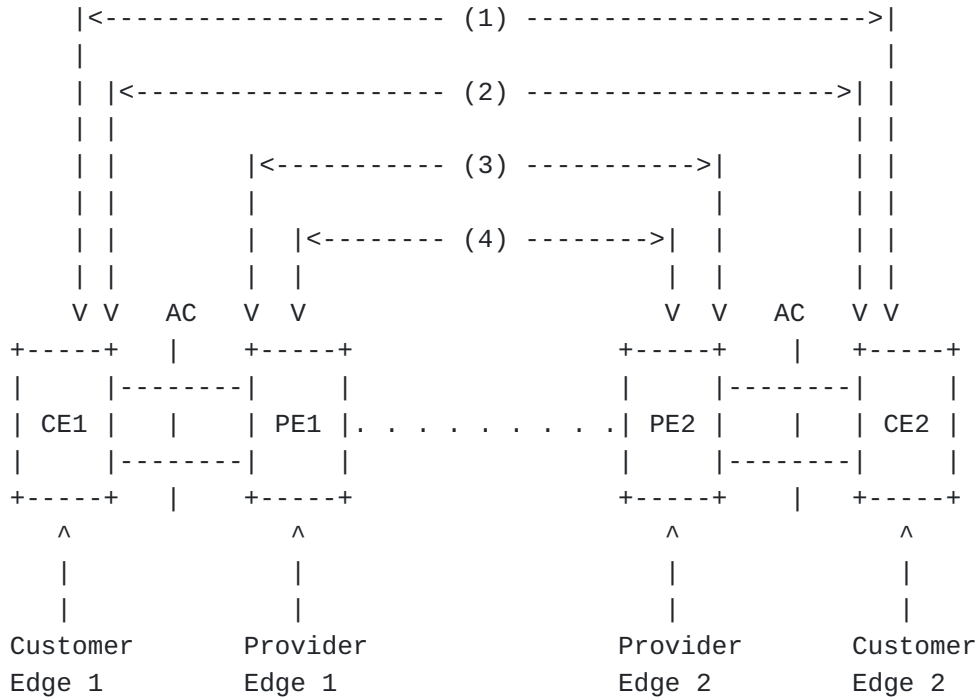 |<---------------------- (1) ---------------------->|
|                                                   |
| |<-------------------- (2) -------------------->| |
| |                                               | |
| |        |<----------- (3) ----------->|        | |
| |        |                             |        | |
| |        |  |<-------- (4) -------->|  |        | |
| |        |  |                       |  |        | |
V V   AC   V  V                       V  V   AC   V V
+-----+   |    +-----+                 +-----+    |   +-----+
|     |--------|     |                 |     |--------|     |
| CE1 |   |    | PE1 |. . . . . . . . .| PE2 |    |   | CE2 |
|     |--------|     |                 |     |--------|     |
+-----+   |    +-----+                 +-----+    |   +-----+
^              ^                       ^              ^
|              |                       |              |
|              |                       |              |
Customer       Provider                Provider       Customer
Edge 1         Edge 1                  Edge 2         Edge 2